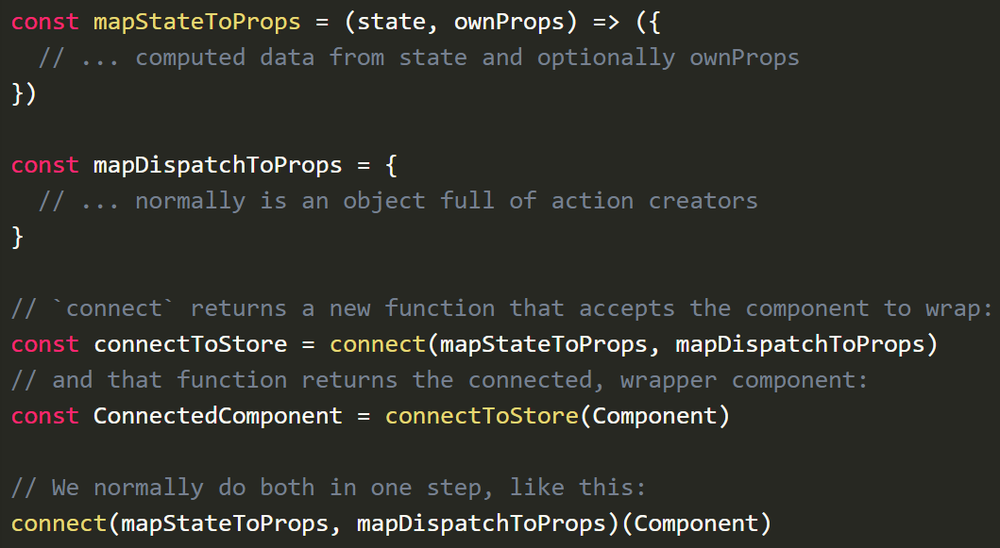 const mapStateToProps = (state, ownProps) => ({
  // ... computed data from state and optionally ownProps
})

const mapDispatchToProps = {
  // ... normally is an object full of action creators
}

// `connect` returns a new function that accepts the component to wrap:
const connectToStore = connect(mapStateToProps, mapDispatchToProps)
// and that function returns the connected, wrapper component:
const ConnectedComponent = connectToStore(Component)

// We normally do both in one step, like this:
connect(mapStateToProps, mapDispatchToProps)(Component)